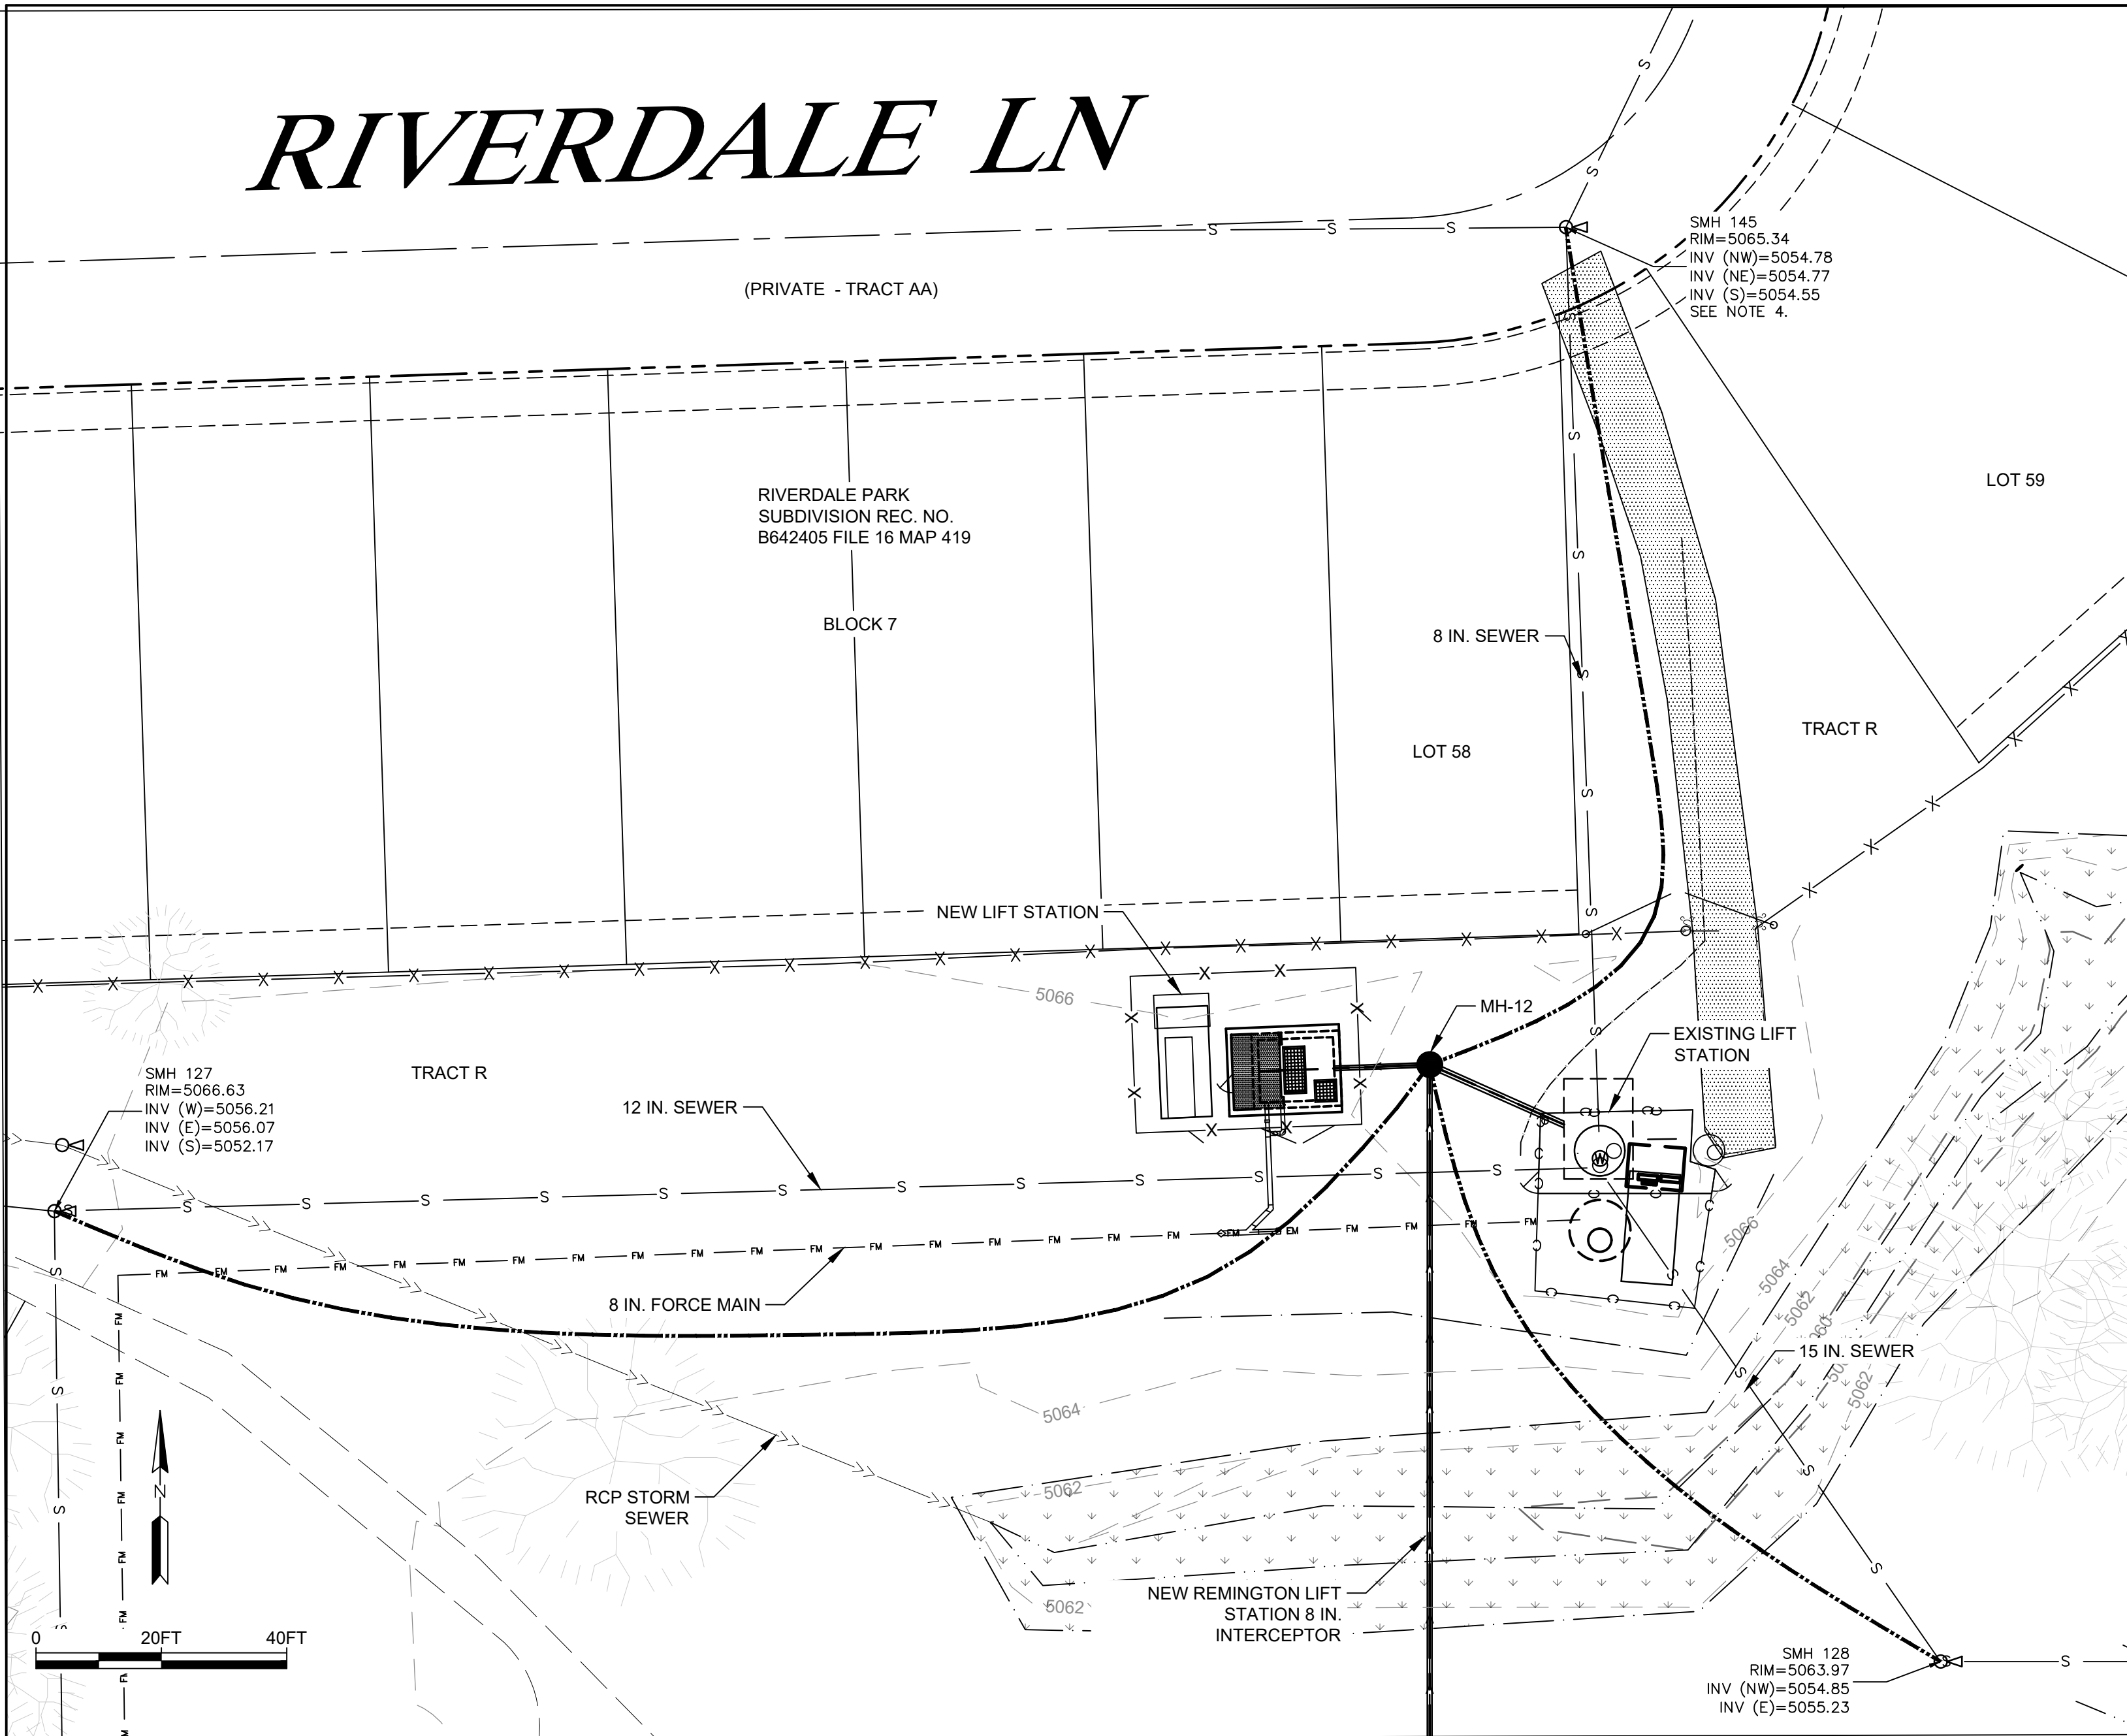 RIVERDALE LN
(PRIVATE - TRACT AA)
SMH 145
RIM=5065.34
INV (NW)=5054.78
INV (NE)=5054.77
INV (S)=5054.55
SEE NOTE 4.
LOT 59
RIVERDALE PARK
SUBDIVISION REC. NO.
B642405 FILE 16 MAP 419
BLOCK 7
8 IN. SEWER
TRACT R
LOT 58
NEW LIFT STATION
5066
MH-12
EXISTING LIFT
STATION
SMH 127
RIM=5066.63
INV (W)=5056.21
INV (E)=5056.07
INV (S)=5052.17
TRACT R
12 IN. SEWER
W
8 IN. FORCE MAIN
5066
5064
5062
5060
15 IN. SEWER
5062
5064
5062
RCP STORM
SEWER
N
NEW REMINGTON LIFT
STATION 8 IN.
INTERCEPTOR
5062
0 20FT 40FT
SMH 128
RIM=5063.97
INV (NW)=5054.85
INV (E)=5055.23